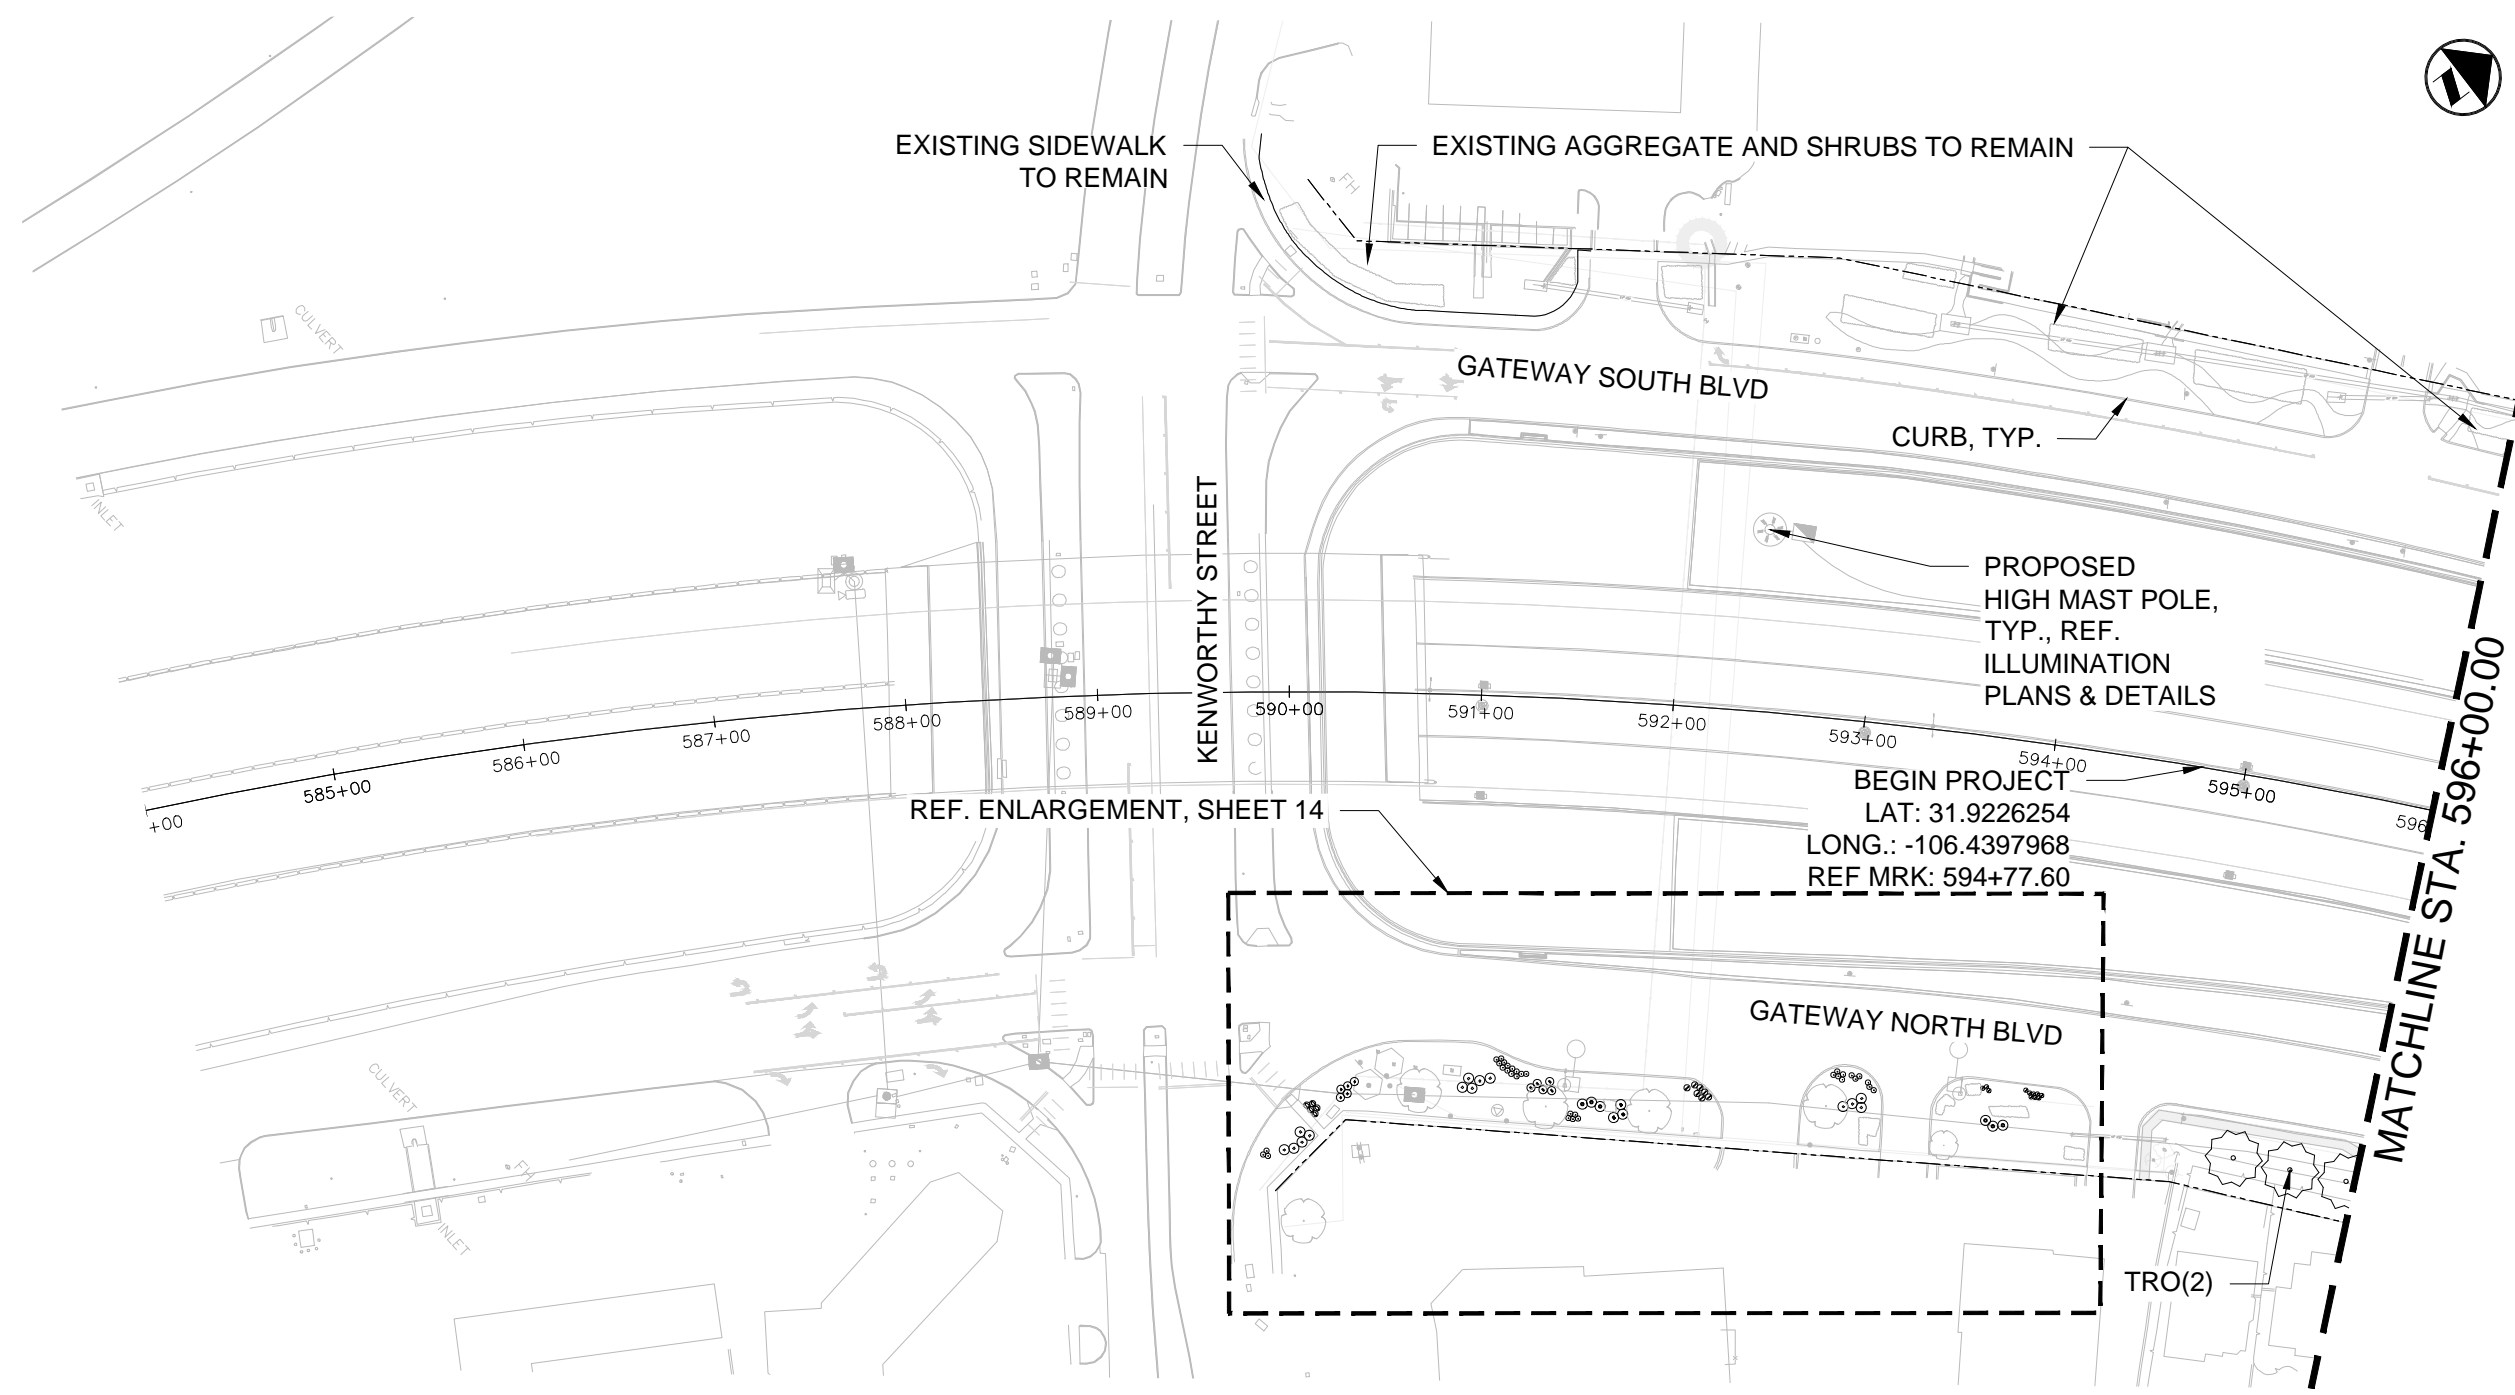 EXISTING SIDEWALK
TO REMAIN
EXISTING AGGREGATE AND SHRUBS TO REMAIN
FH
CULVERT
GATEWAY SOUTH BLVD
CURB, TYP.
INLET
KENWORTHY STREET
PROPOSED
HIGH MAST POLE,
TYP., REF.
ILLUMINATION
PLANS & DETAILS
+00
585+00
586+00
587+00
588+00
589+00
590+00
591+00
592+00
593+00
594+00
595+00
596
BEGIN PROJECT
LAT: 31.9226254
LONG.: -106.4397968
REF MRK: 594+77.60
REF. ENLARGEMENT, SHEET 14
MATCHLINE STA. 596+00.00
GATEWAY NORTH BLVD
CULVERT
FH
INLET
TRO(2)